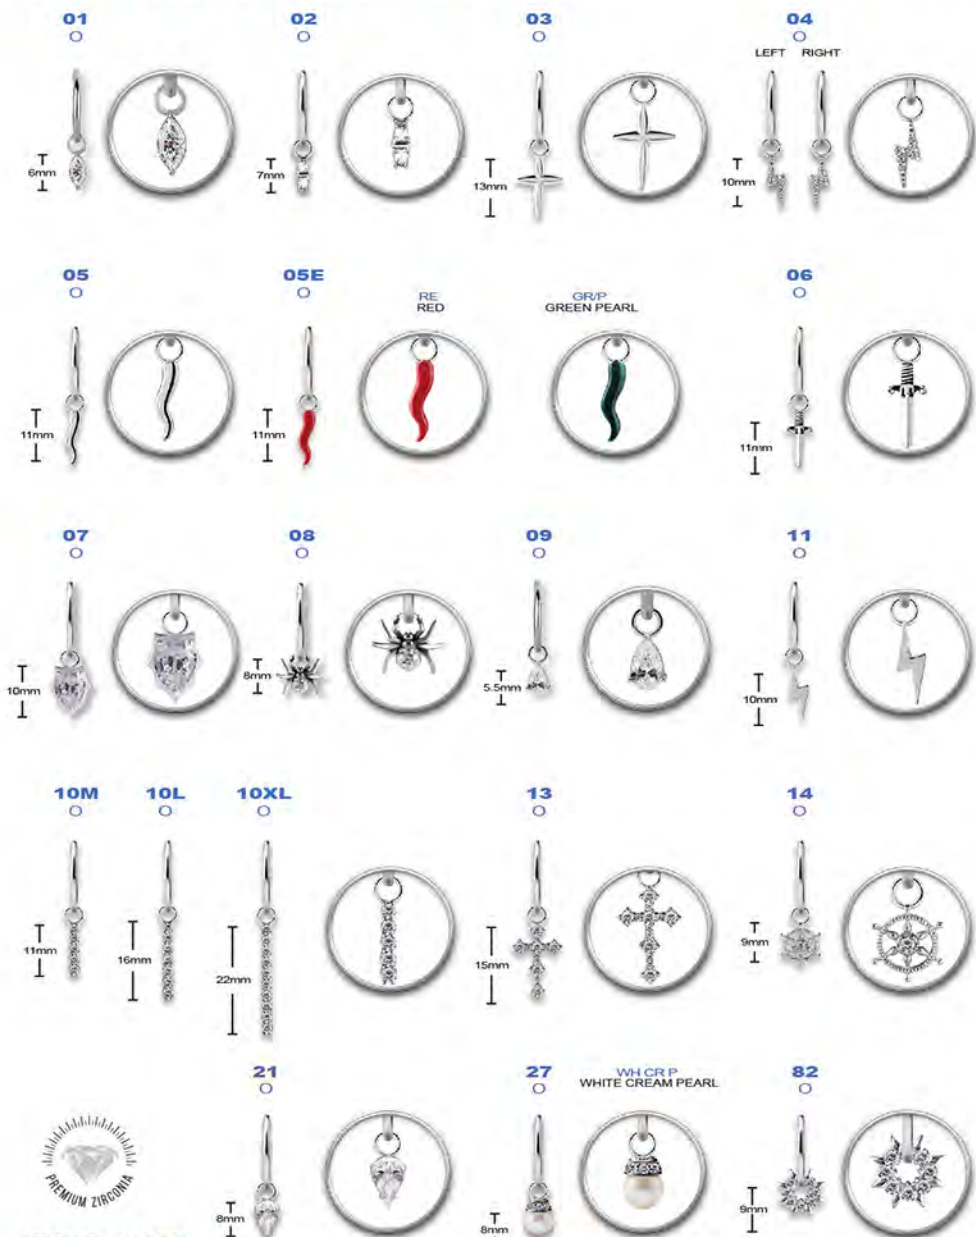 01 02 03 04
LEFT RIGHT
6mm 7mm 13mm 10mm
05 05E 06
RE GR/P
RED GREEN PEARL
11mm 11mm 11mm
07 08 09 11
10mm 8mm 5.5mm 10mm
10M 10L 10XL 13 14
11mm 16mm 22mm 15mm 9mm
21 27 82
WH CR P
WHITE CREAM PEARL
PREMIUM ZIRCONIA
8mm 8mm 9mm